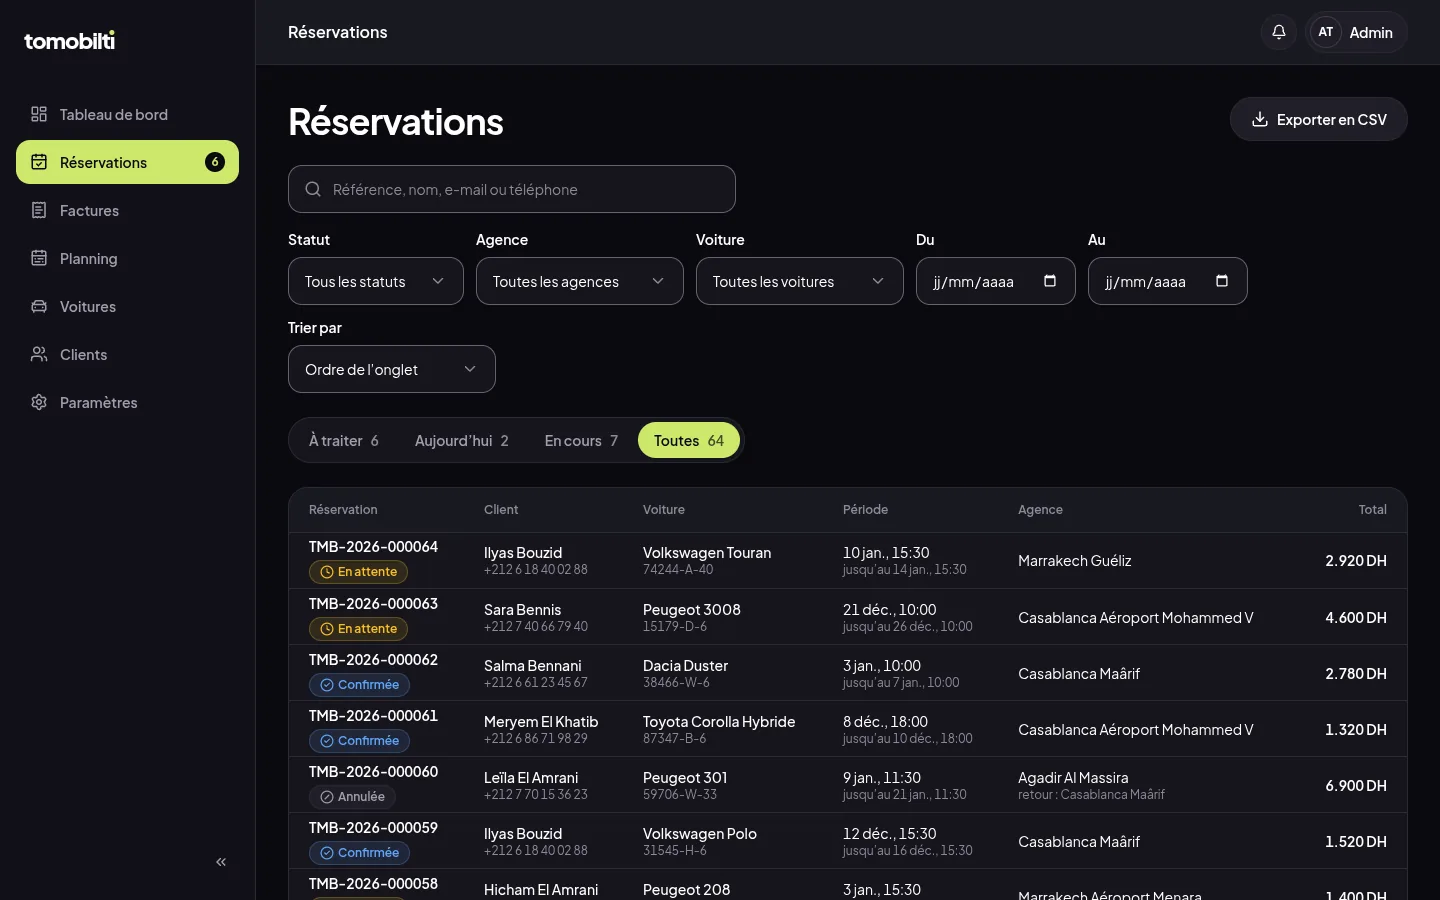 tomobilti
Réservations
AT Admin
Tableau de bord
Réservations 6
Factures
Planning
Voitures
Clients
Paramètres
Réservations
Exporter en CSV
Référence, nom, e-mail ou téléphone
Statut Agence Voiture Du Au
Tous les statuts Toutes les agences Toutes les voitures jj/mm/aaaa jj/mm/aaaa
Trier par
Ordre de l'onglet
À traiter 6 Aujourd'hui 2 En cours 7 Toutes 64
Réservation Client Voiture Période Agence Total
TMB-2026-000064 Ilyas Bouzid Volkswagen Touran 10 jan., 15:30 Marrakech Guéliz 2.920 DH
En attente +212 6 18 40 02 88 74244-A-40 jusqu'au 14 jan., 15:30
TMB-2026-000063 Sara Bennis Peugeot 3008 21 déc., 10:00 Casablanca Aéroport Mohammed V 4.600 DH
En attente +212 7 40 66 79 40 15179-D-6 jusqu'au 26 déc., 10:00
TMB-2026-000062 Salma Bennani Dacia Duster 3 jan., 10:00 Casablanca Maârif 2.780 DH
Confirmée +212 6 61 23 45 67 38466-W-6 jusqu'au 7 jan., 10:00
TMB-2026-000061 Meryem El Khatib Toyota Corolla Hybride 8 déc., 18:00 Casablanca Aéroport Mohammed V 1.320 DH
Confirmée +212 6 86 71 98 29 87347-B-6 jusqu'au 10 déc., 18:00
TMB-2026-000060 Leïla El Amrani Peugeot 301 9 jan., 11:30 Agadir Al Massira 6.900 DH
Annulée +212 7 70 15 36 23 59706-W-33 jusqu'au 21 jan., 11:30 retour : Casablanca Maârif
TMB-2026-000059 Ilyas Bouzid Volkswagen Polo 12 déc., 15:30 Casablanca Maârif 1.520 DH
Confirmée +212 6 18 40 02 88 31545-H-6 jusqu'au 16 déc., 15:30
TMB-2026-000058 Hicham El Amrani Peugeot 208 3 jan., 15:30 Marrakech Aéroport Menara 1.400 DH